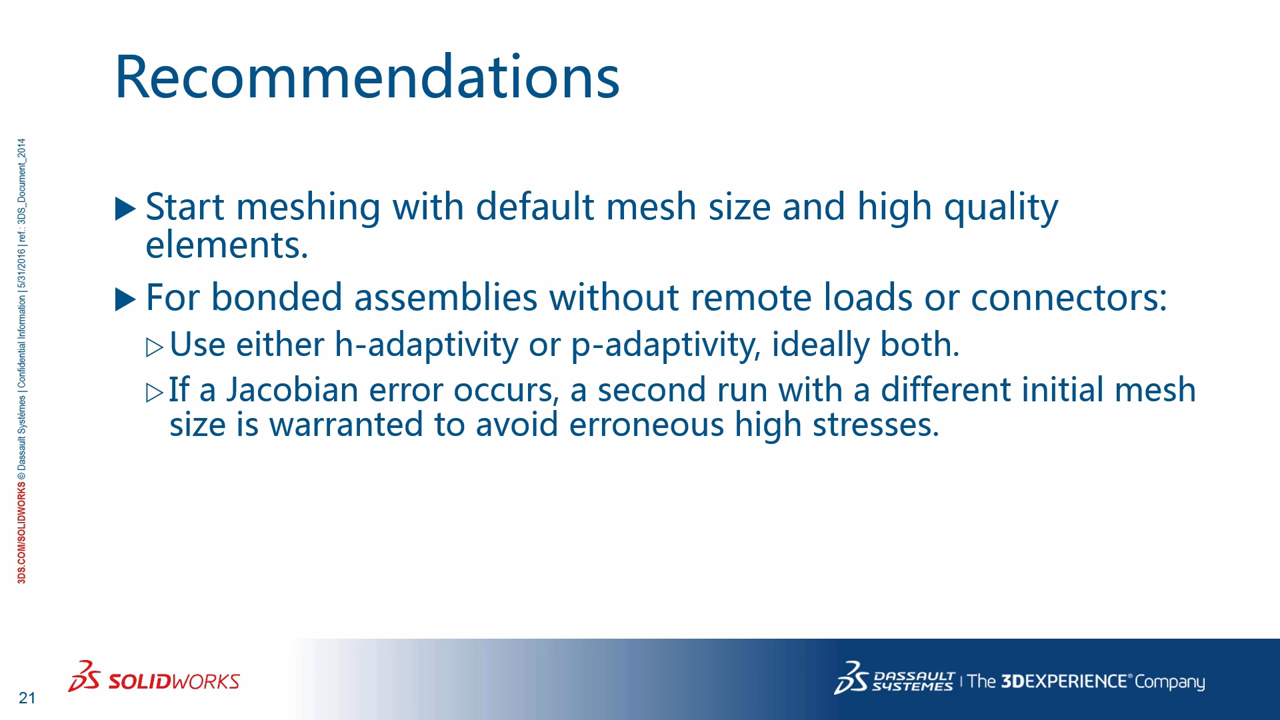 Recommendations
▶ Start meshing with default mesh size and high quality
elements.
▶ For bonded assemblies without remote loads or connectors:
▷ Use either h-adaptivity or p-adaptivity, ideally both.
▷ If a Jacobian error occurs, a second run with a different initial mesh
size is warranted to avoid erroneous high stresses.
3DS.COM/SOLIDWORKS © Dassault Systèmes | Confidential Information | 5/31/2016 | ref.: 3DS_Document_2014
21
SOLIDWORKS
DASSAULT SYSTEMES | The 3DEXPERIENCE® Company